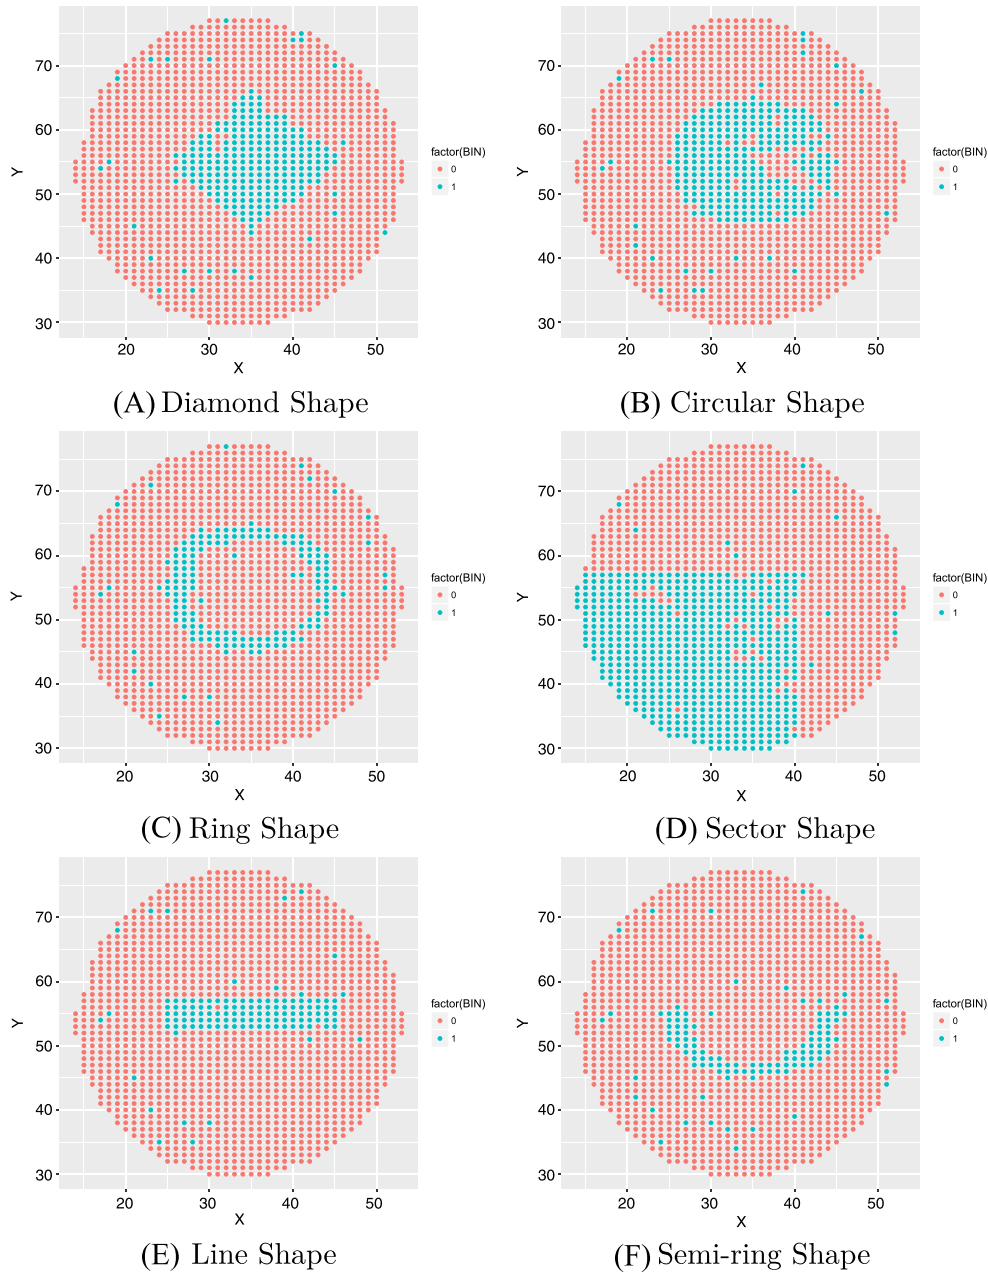 70
60
50
40
30
Y
20 30 40 50
X
factor(BIN)
0
1
(A) Diamond Shape
70
60
50
40
30
Y
20 30 40 50
X
factor(BIN)
0
1
(B) Circular Shape
70
60
50
40
30
Y
20 30 40 50
X
factor(BIN)
0
1
(C) Ring Shape
70
60
50
40
30
Y
20 30 40 50
X
factor(BIN)
0
1
(D) Sector Shape
70
60
50
40
30
Y
20 30 40 50
X
factor(BIN)
0
1
(E) Line Shape
70
60
50
40
30
Y
20 30 40 50
X
factor(BIN)
0
1
(F) Semi-ring Shape